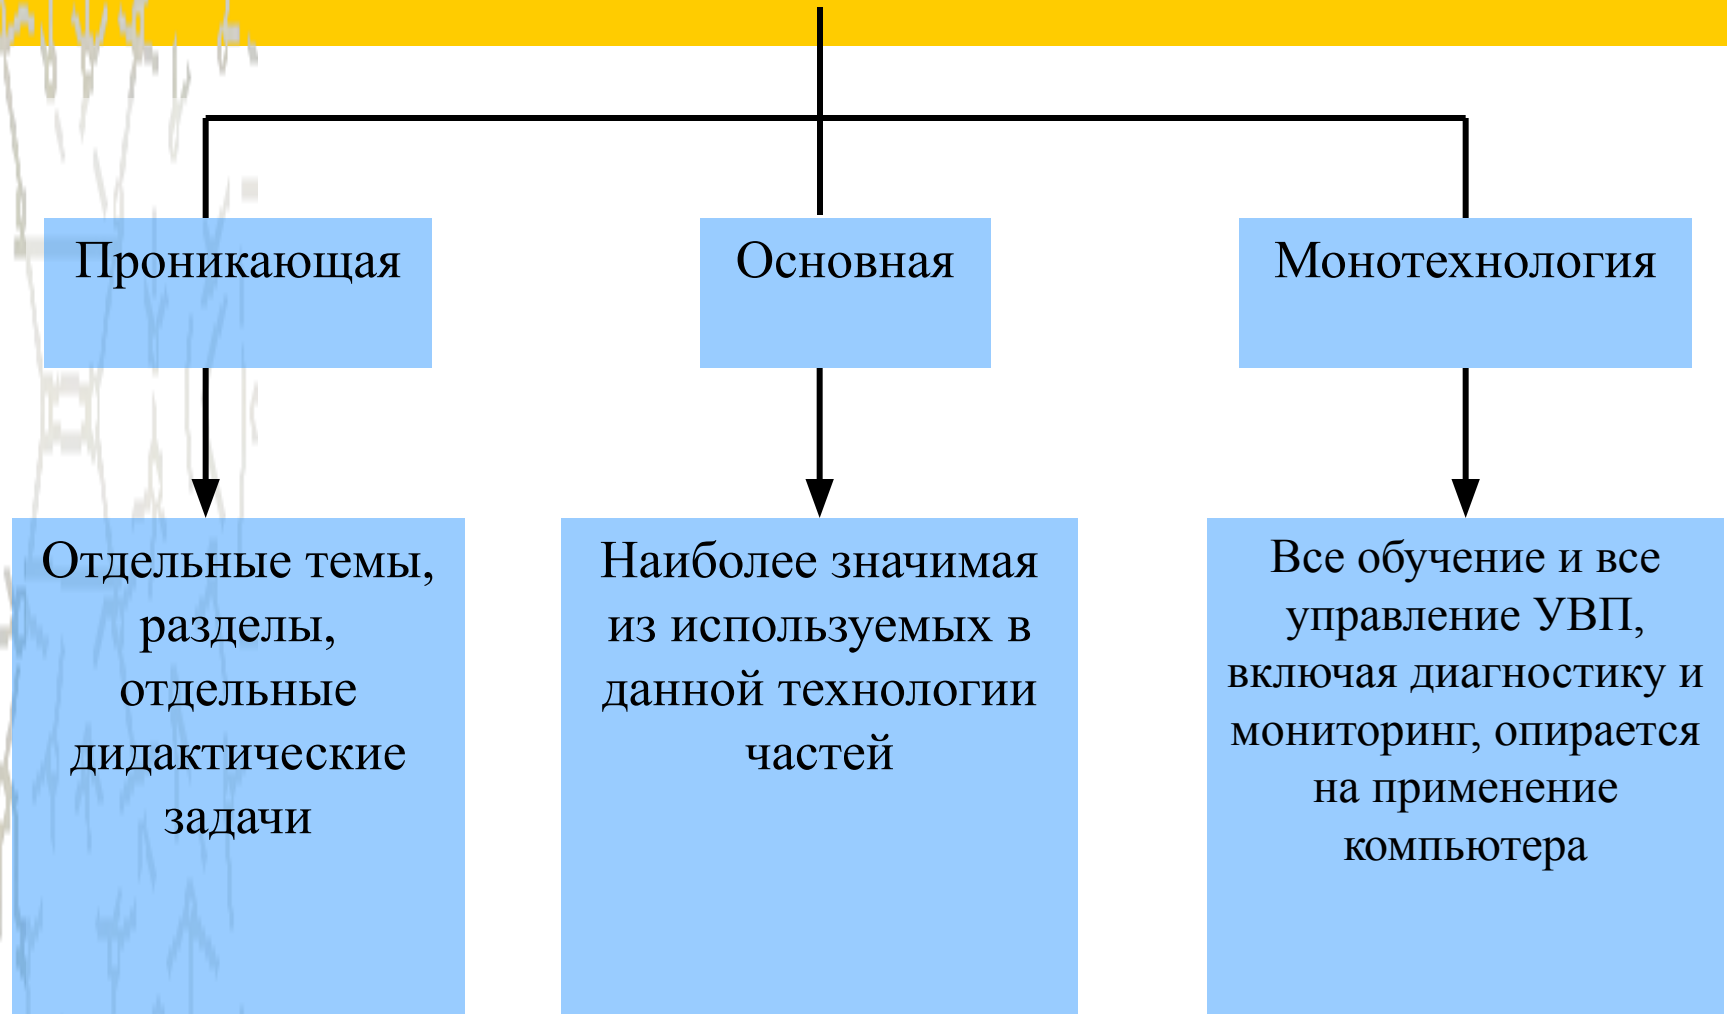 Проникающая
Основная
Монотехнология
Отдельные темы,
разделы,
отдельные
дидактические
задачи
Наиболее значимая
из используемых в
данной технологии
частей
Все обучение и все
управление УВП,
включая диагностику и
мониторинг, опирается
на применение
компьютера